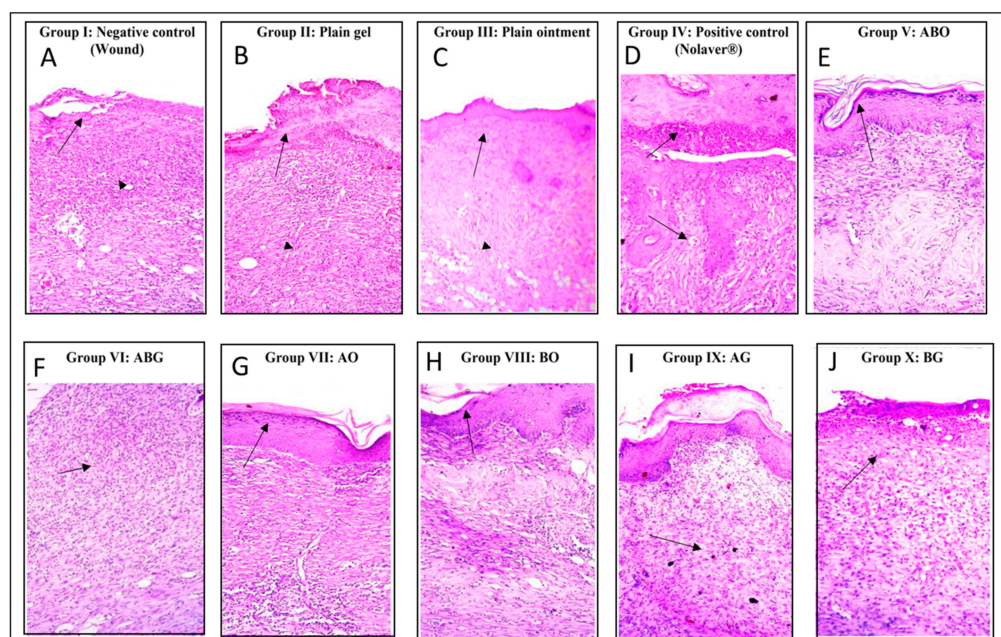 Group I: Negative control
(Wound)
A
Group II: Plain gel
B
Group III: Plain ointment
C
Group IV: Positive control
(Nolaver®)
D
Group V: ABO
E
Group VI: ABG
F
Group VII: AO
G
Group VIII: BO
H
Group IX: AG
I
Group X: BG
J